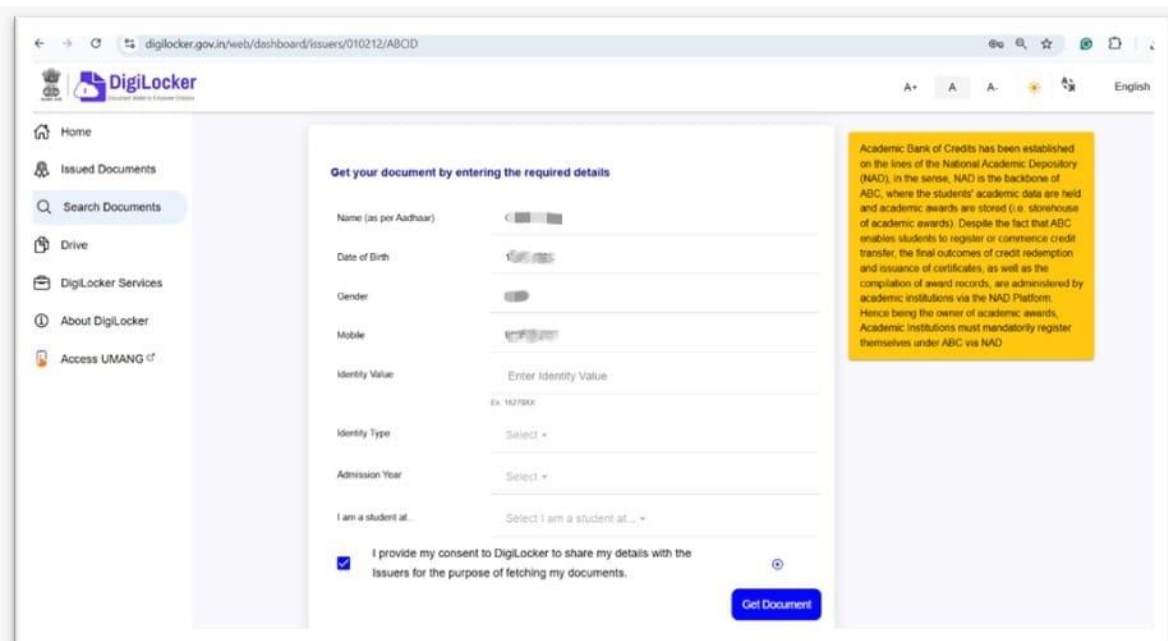 digilocker.gov.in/web/dashboard/issuers/010212/ABCID
DigiLocker
A+ A A- English
Home
Issued Documents
Search Documents
Drive
DigiLocker Services
About DigiLocker
Access UMANG
Get your document by entering the required details
Name (as per Aadhaar)
Date of Birth
Gender
Mobile
Identity Value Enter Identity Value
Identity Type Select
Admission Year Select
I am a student at... Select I am a student at...
I provide my consent to DigiLocker to share my details with the
Issuers for the purpose of fetching my documents.
Get Document
Academic Bank of Credits has been established
on the lines of the National Academic Depository
(NAD), in the sense, NAD is the backbone of
ABC, where the students' academic data are held
and academic awards are stored (i.e. storehouse
of academic awards). Despite the fact that ABC
enables students to register or commence credit
transfer, the final outcomes of credit redemption
and issuance of certificates, as well as the
compilation of award records, are administered by
academic institutions via the NAD Platform.
Hence being the owner of academic awards,
Academic Institutions must mandatorily register
themselves under ABC via NAD